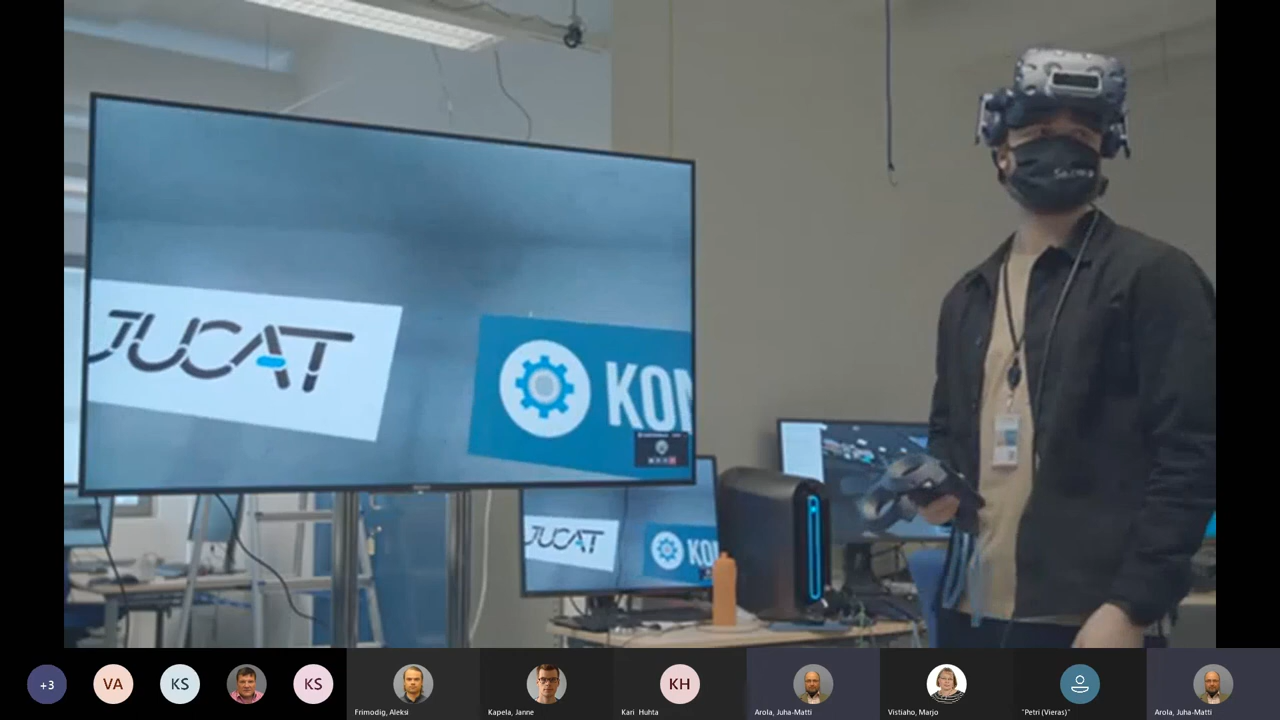 JUCAT
KON
JUCAT
KON
+3
VA
KS
KS
KH
Frimodig, Aleksi
Kapela, Janne
Kari Huhta
Arola, Juha-Matti
Vistiaho, Marjo
"Petri (Vieras)"
Arola, Juha-Matti